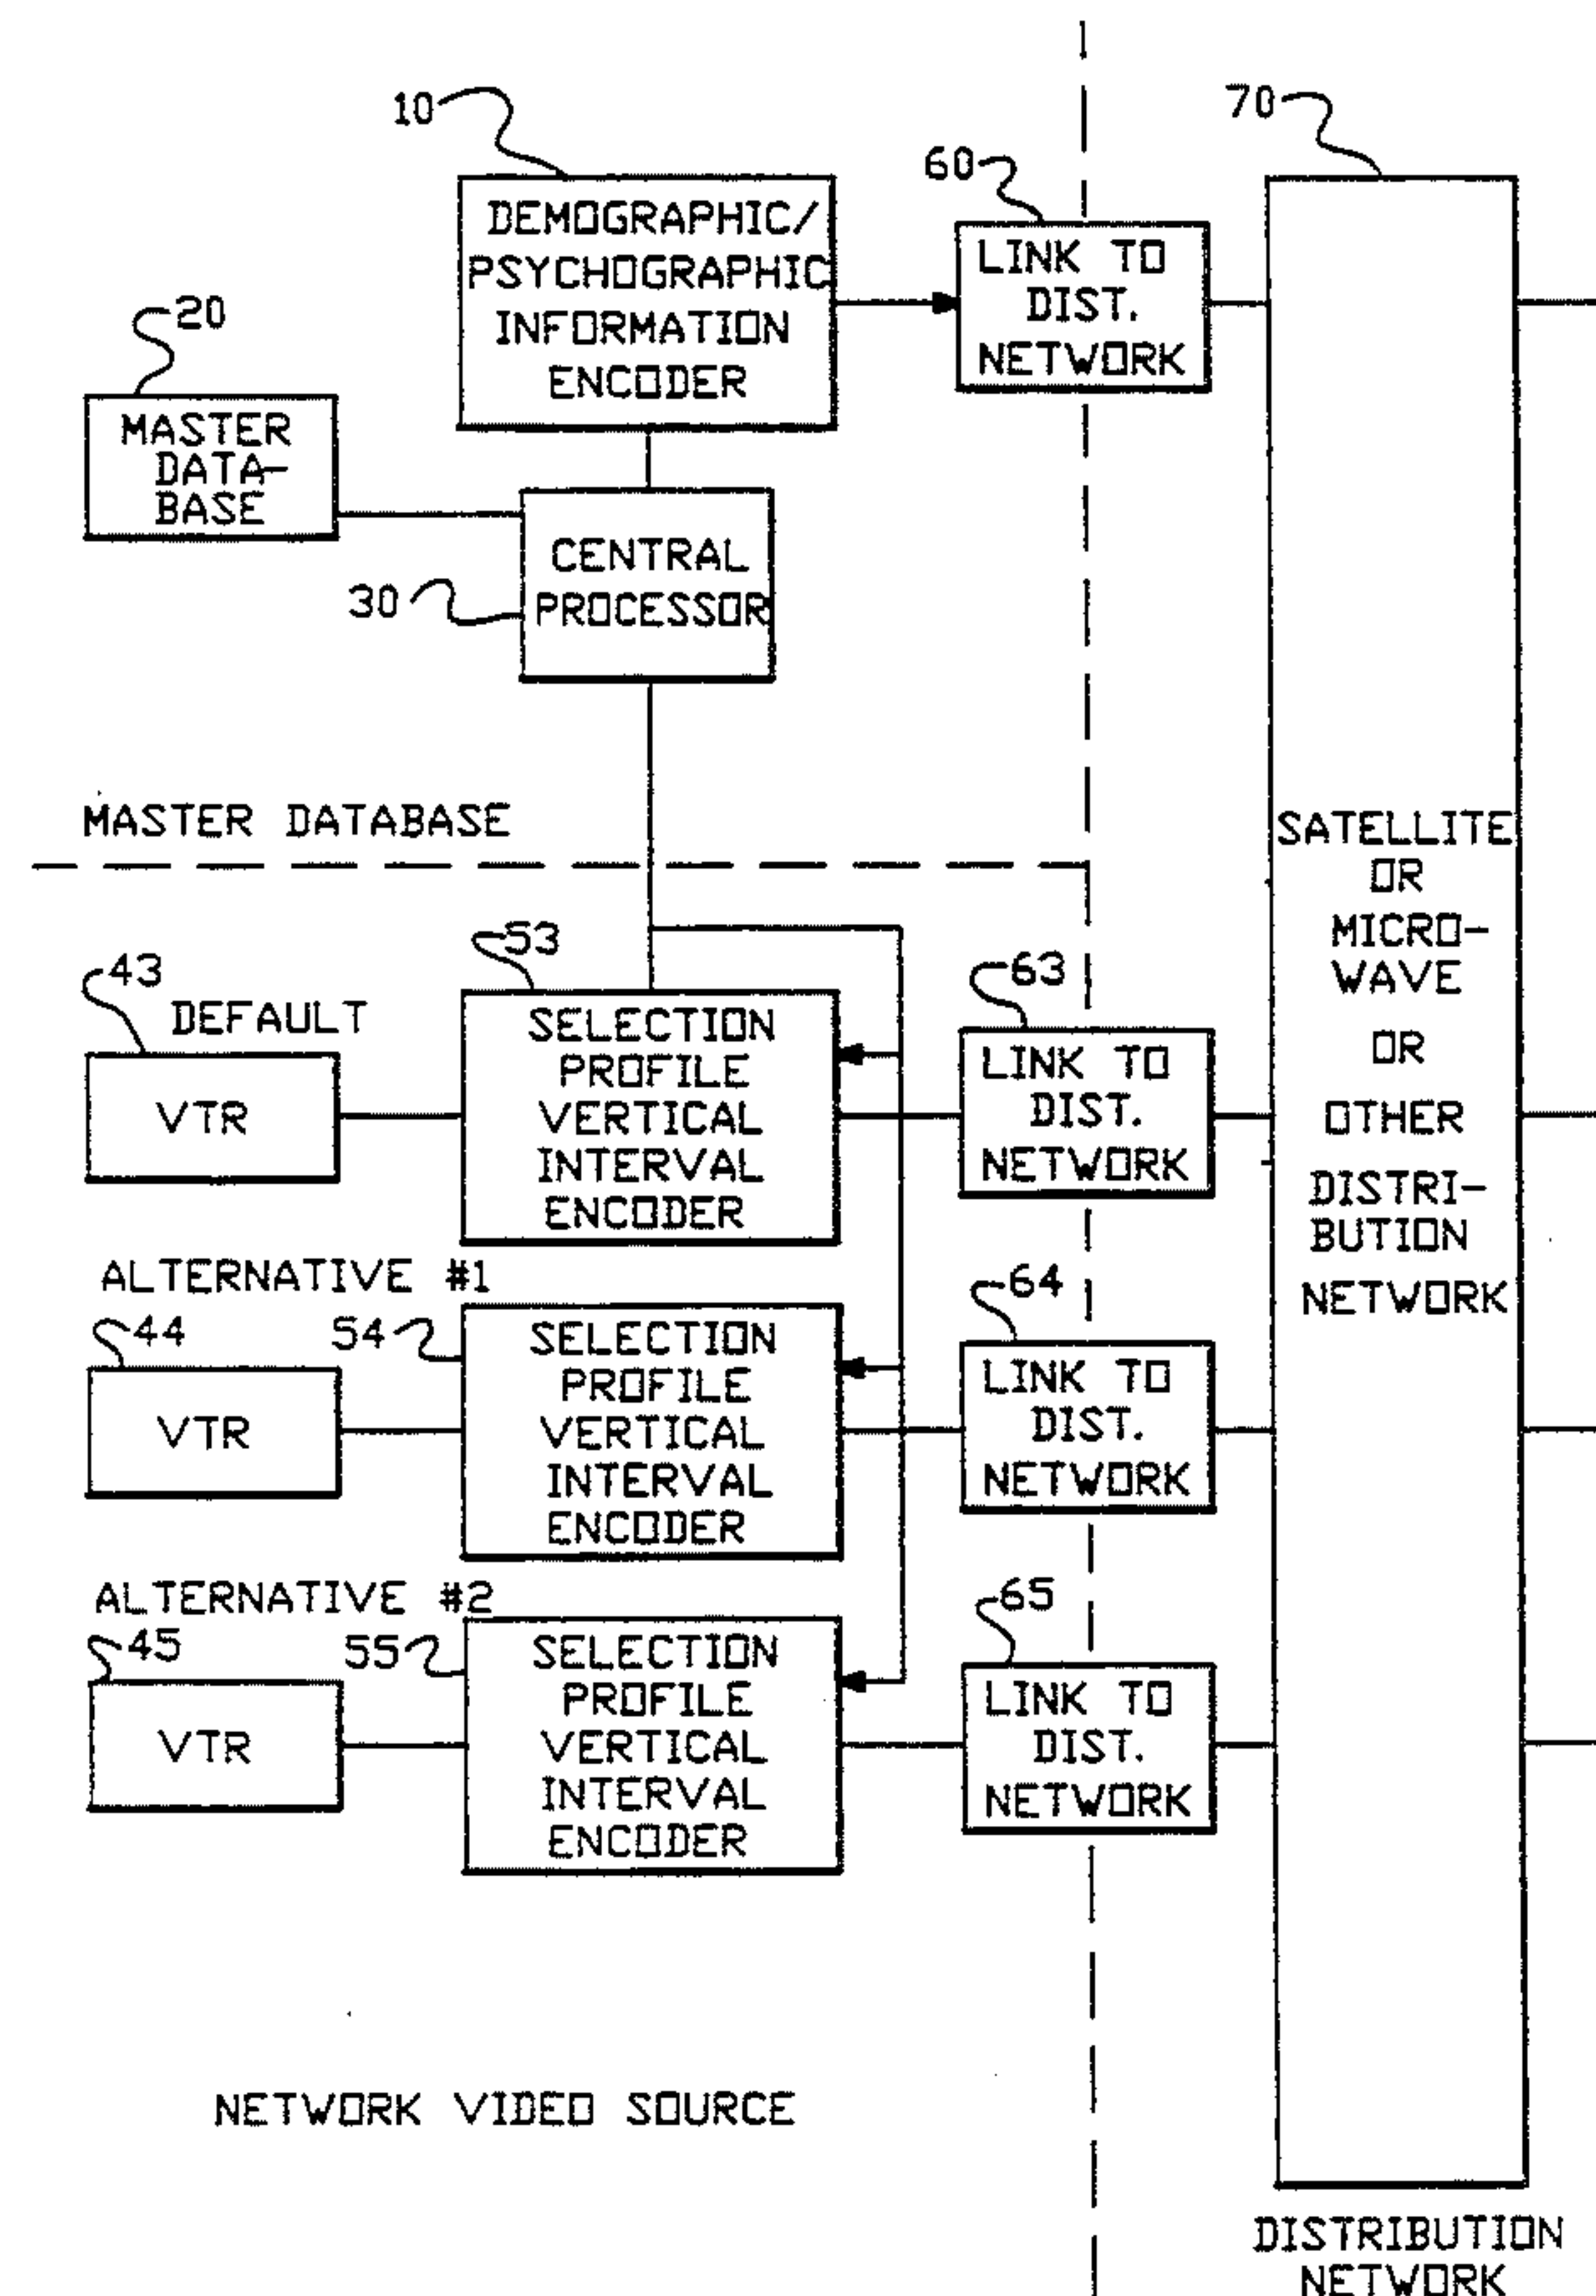 10
DEMOGRAPHIC/
PSYCHOGRAPHIC
INFORMATION
ENCODER
60
LINK TO
DIST.
NETWORK
70
20
MASTER
DATA-
BASE
30
CENTRAL
PROCESSOR
MASTER DATABASE
SATELLITE
OR
MICRO-
WAVE
OR
OTHER
DISTRI-
BUTION
NETWORK
43
DEFAULT
VTR
53
SELECTION
PROFILE
VERTICAL
INTERVAL
ENCODER
63
LINK TO
DIST.
NETWORK
ALTERNATIVE #1
44
VTR
54
SELECTION
PROFILE
VERTICAL
INTERVAL
ENCODER
64
LINK TO
DIST.
NETWORK
ALTERNATIVE #2
45
VTR
55
SELECTION
PROFILE
VERTICAL
INTERVAL
ENCODER
65
LINK TO
DIST.
NETWORK
NETWORK VIDEO SOURCE
DISTRIBUTION
NETWORK